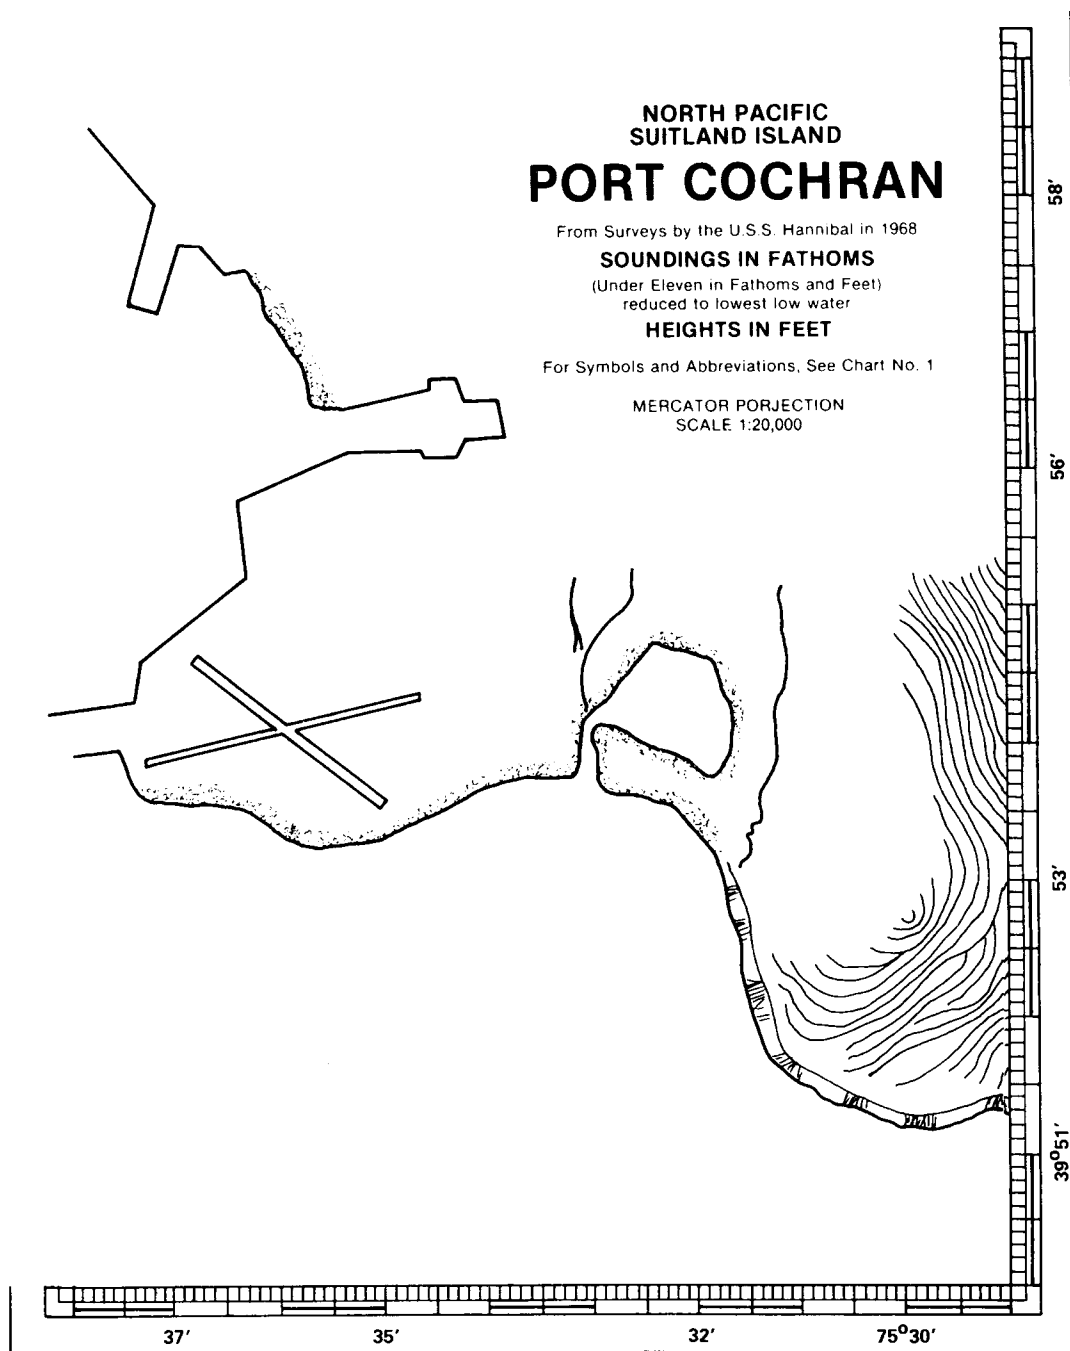 NORTH PACIFIC
SUITLAND ISLAND
PORT COCHRAN
From Surveys by the U.S.S. Hannibal in 1968
SOUNDINGS IN FATHOMS
(Under Eleven in Fathoms and Feet)
reduced to lowest low water
HEIGHTS IN FEET
For Symbols and Abbreviations, See Chart No. 1
MERCATOR PORJECTION
SCALE 1:20,000
58'
56'
53'
39°51'
37'
35'
32'
75°30'